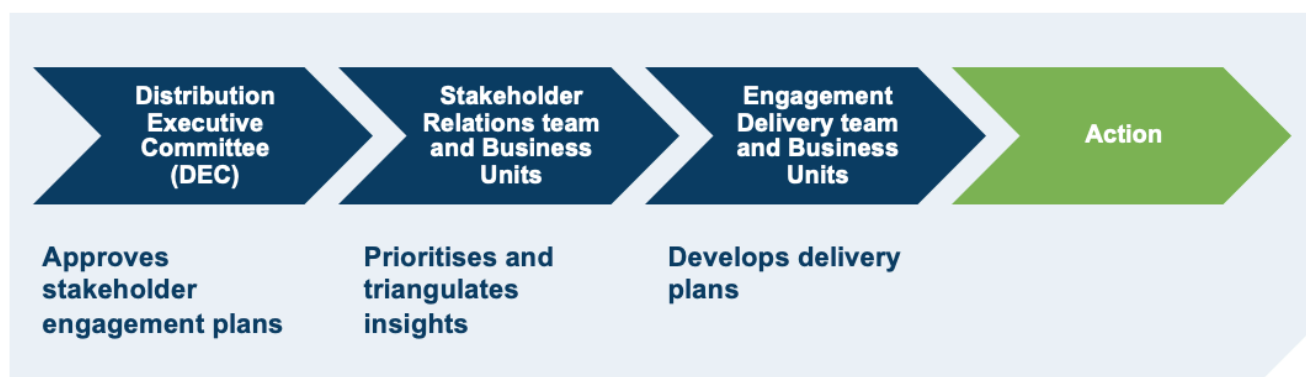 Distribution
Executive
Committee
(DEC)
Stakeholder
Relations team
and Business
Units
Engagement
Delivery team
and Business
Units
Action
Approves
stakeholder
engagement plans
Prioritises and
triangulates
insights
Develops delivery
plans